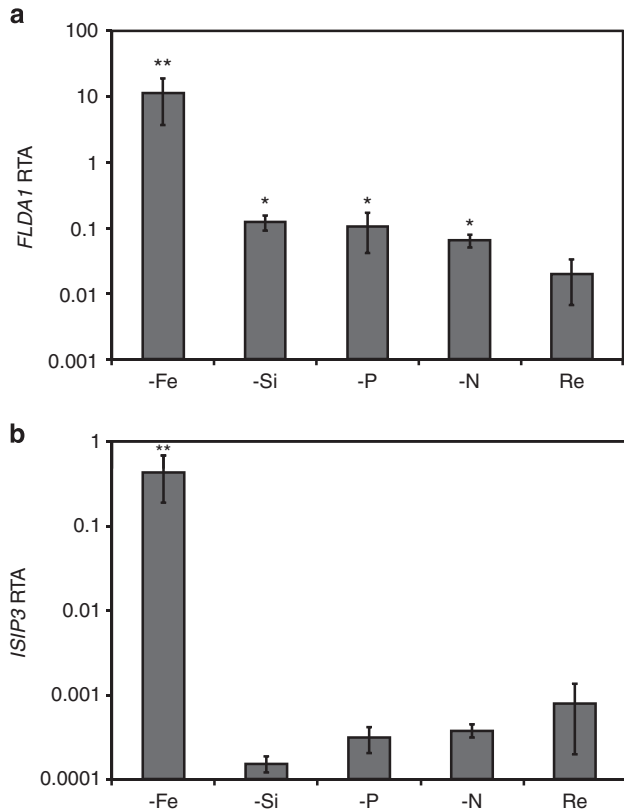 a
100
10
1
0.1
0.01
0.001
FLDA1 RTA
** * * *
-Fe -Si -P -N Re
b
1
0.1
0.01
0.001
0.0001
ISIP3 RTA
**
-Fe -Si -P -N Re